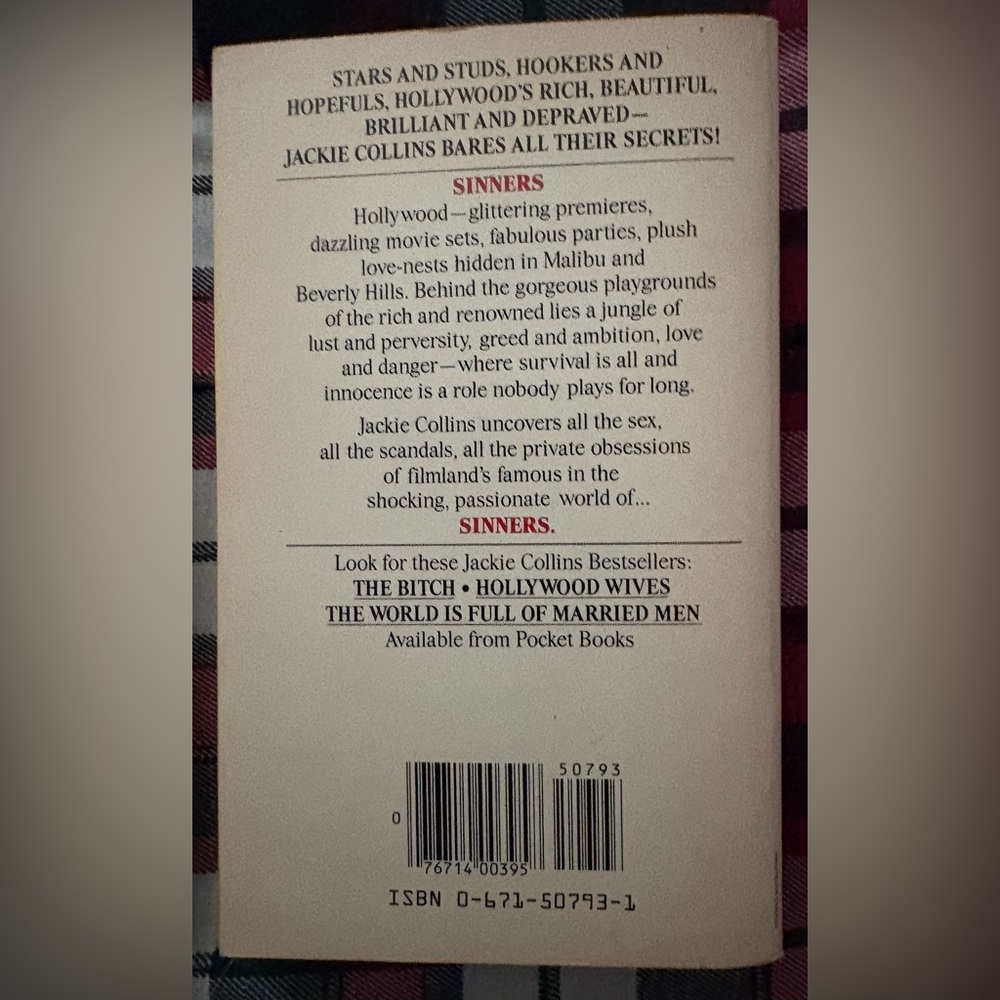 STARS AND STUDS, HOOKERS AND
HOPEFULS, HOLLYWOOD'S RICH, BEAUTIFUL,
BRILLIANT AND DEPRAVED—
JACKIE COLLINS BARES ALL THEIR SECRETS!
SINNERS
Hollywood—glittering premieres,
dazzling movie sets, fabulous parties, plush
love-nests hidden in Malibu and
Beverly Hills. Behind the gorgeous playgrounds
of the rich and renowned lies a jungle of
lust and perversity, greed and ambition, love
and danger—where survival is all and
innocence is a role nobody plays for long.
Jackie Collins uncovers all the sex,
all the scandals, all the private obsessions
of filmland's famous in the
shocking, passionate world of...
SINNERS.
Look for these Jackie Collins Bestsellers:
THE BITCH • HOLLYWOOD WIVES
THE WORLD IS FULL OF MARRIED MEN
Available from Pocket Books
50793
0
76714 00395
ISBN 0-671-50793-1